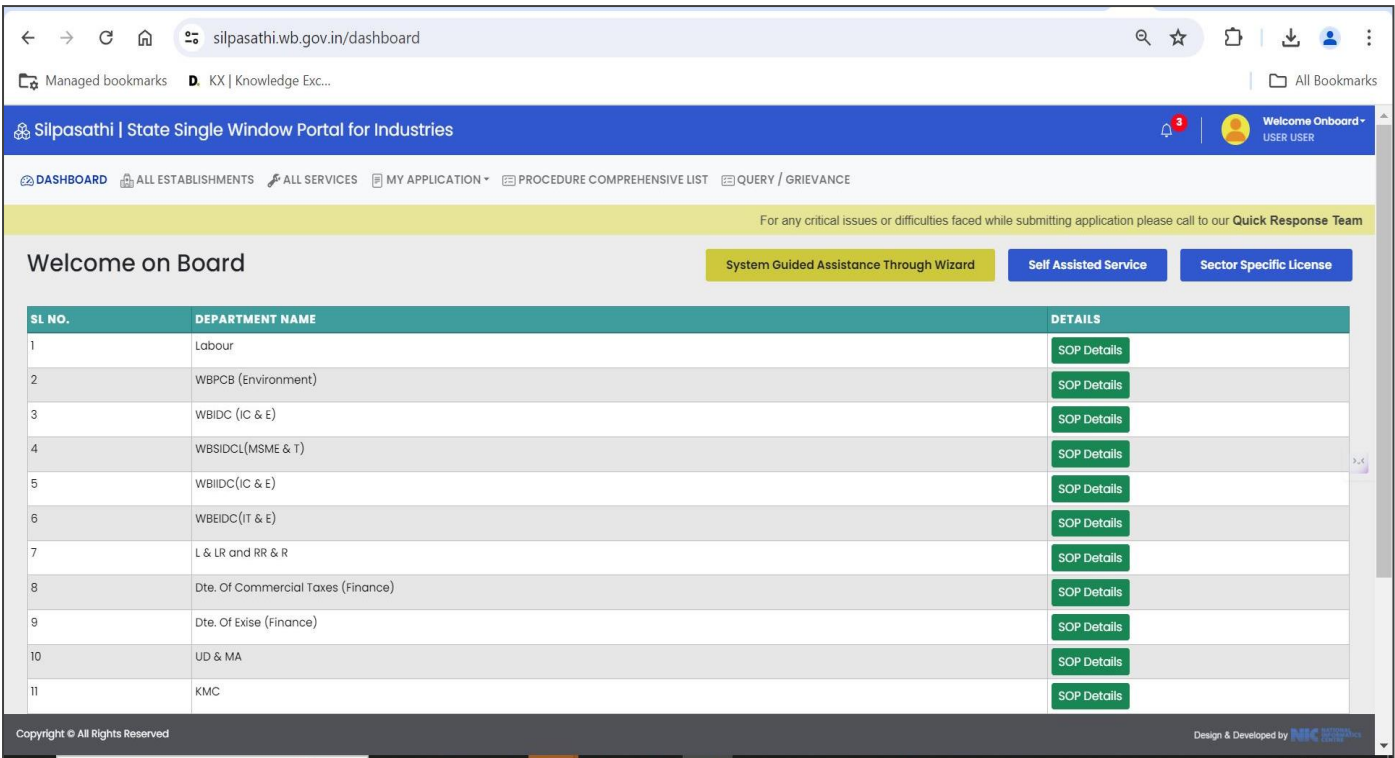 silpasathi.wb.gov.in/dashboard
Managed bookmarks D. KX | Knowledge Exc... All Bookmarks
Silpasathi | State Single Window Portal for Industries 3 Welcome Onboard
USER USER
DASHBOARD ALL ESTABLISHMENTS ALL SERVICES MY APPLICATION PROCEDURE COMPREHENSIVE LIST QUERY / GRIEVANCE
For any critical issues or difficulties faced while submitting application please call to our Quick Response Team
Welcome on Board System Guided Assistance Through Wizard Self Assisted Service Sector Specific License
SL NO. DEPARTMENT NAME DETAILS
1 Labour SOP Details
2 WBPCB (Environment) SOP Details
3 WBIDC (IC & E) SOP Details
4 WBSIDCL(MSME & T) SOP Details
5 WBIIDC(IC & E) SOP Details
6 WBEIDC(IT & E) SOP Details
7 L & LR and RR & R SOP Details
8 Dte. Of Commercial Taxes (Finance) SOP Details
9 Dte. Of Exise (Finance) SOP Details
10 UD & MA SOP Details
11 KMC SOP Details
Copyright © All Rights Reserved Design & Developed by NIC NATIONAL INFORMATICS CENTRE